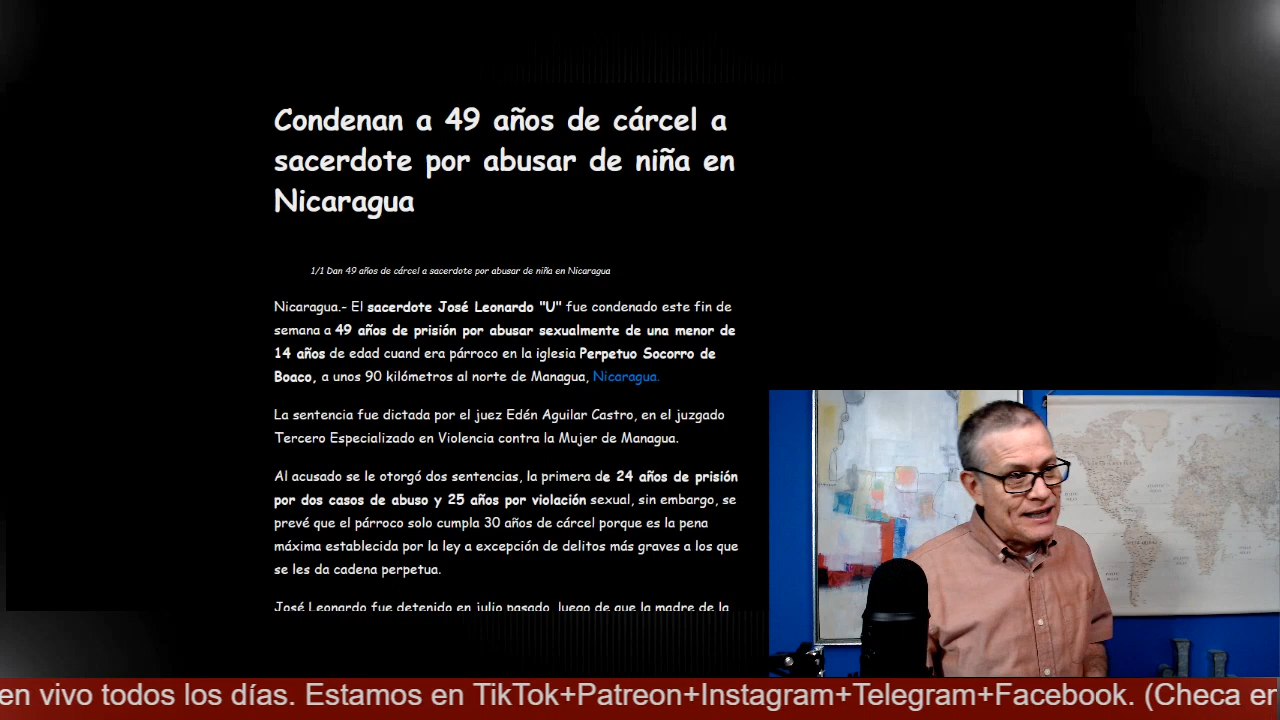 Condenan a 49 años de cárcel a
sacerdote por abusar de niña en
Nicaragua
1/1 Dan 49 años de cárcel a sacerdote por abusar de niña en Nicaragua
Nicaragua.- El sacerdote José Leonardo "U" fue condenado este fin de
semana a 49 años de prisión por abusar sexualmente de una menor de
14 años de edad cuand era párroco en la iglesia Perpetuo Socorro de
Boaco, a unos 90 kilómetros al norte de Managua, Nicaragua.
La sentencia fue dictada por el juez Edén Aguilar Castro, en el juzgado
Tercero Especializado en Violencia contra la Mujer de Managua.
Al acusado se le otorgó dos sentencias, la primera de 24 años de prisión
por dos casos de abuso y 25 años por violación sexual, sin embargo, se
prevé que el párroco solo cumpla 30 años de cárcel porque es la pena
máxima establecida por la ley a excepción de delitos más graves a los que
se les da cadena perpetua.
José Leonardo fue detenido en julio pasado, luego de que la madre de la
en vivo todos los días. Estamos en TikTok+Patreon+Instagram+Telegram+Facebook. (Checa en